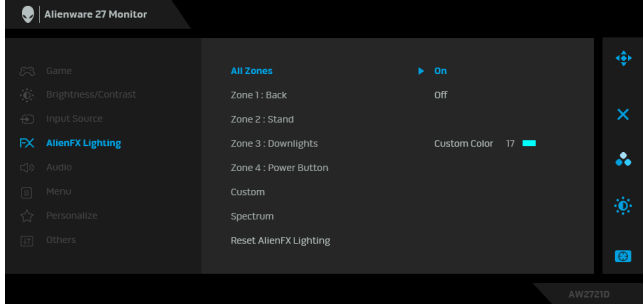 Alienware 27 Monitor
Game
Brightness/Contrast
Input Source
FX AlienFX Lighting
Audio
Menu
Personalize
Others
All Zones On
Zone 1 : Back Off
Zone 2 : Stand
Zone 3 : Downlights Custom Color 17
Zone 4 : Power Button
Custom
Spectrum
Reset AlienFX Lighting
AW2721D